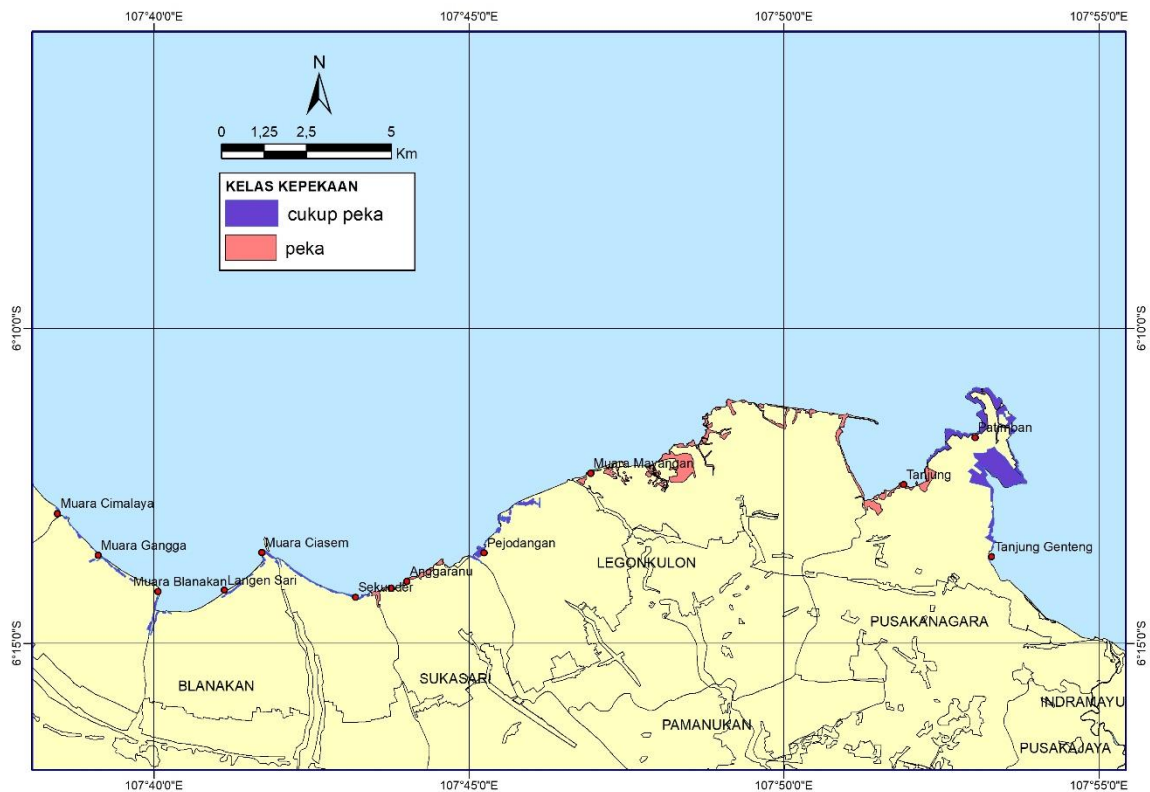 107°40'0"E 107°45'0"E 107°50'0"E 107°55'0"E
N
0 1,25 2,5 5
Km
KELAS KEPEKAAN
cukup peka
peka
6°10'0"S 6°10'0"S
Patimban
Muara Mayangan
Tanjung
Muara Cimalaya
Muara Gangga
Muara Ciasem
Pejodangan
Tanjung Genteng
LEGONKULON
Muara Blanakan
Langen Sari
Sekunder
Anggaranu
PUSAKANAGARA
6°15'0"S 6°15'0"S
BLANAKAN
SUKASARI
INDRAMAYU
PAMANUKAN
PUSAKAJAYA
107°40'0"E 107°45'0"E 107°50'0"E 107°55'0"E